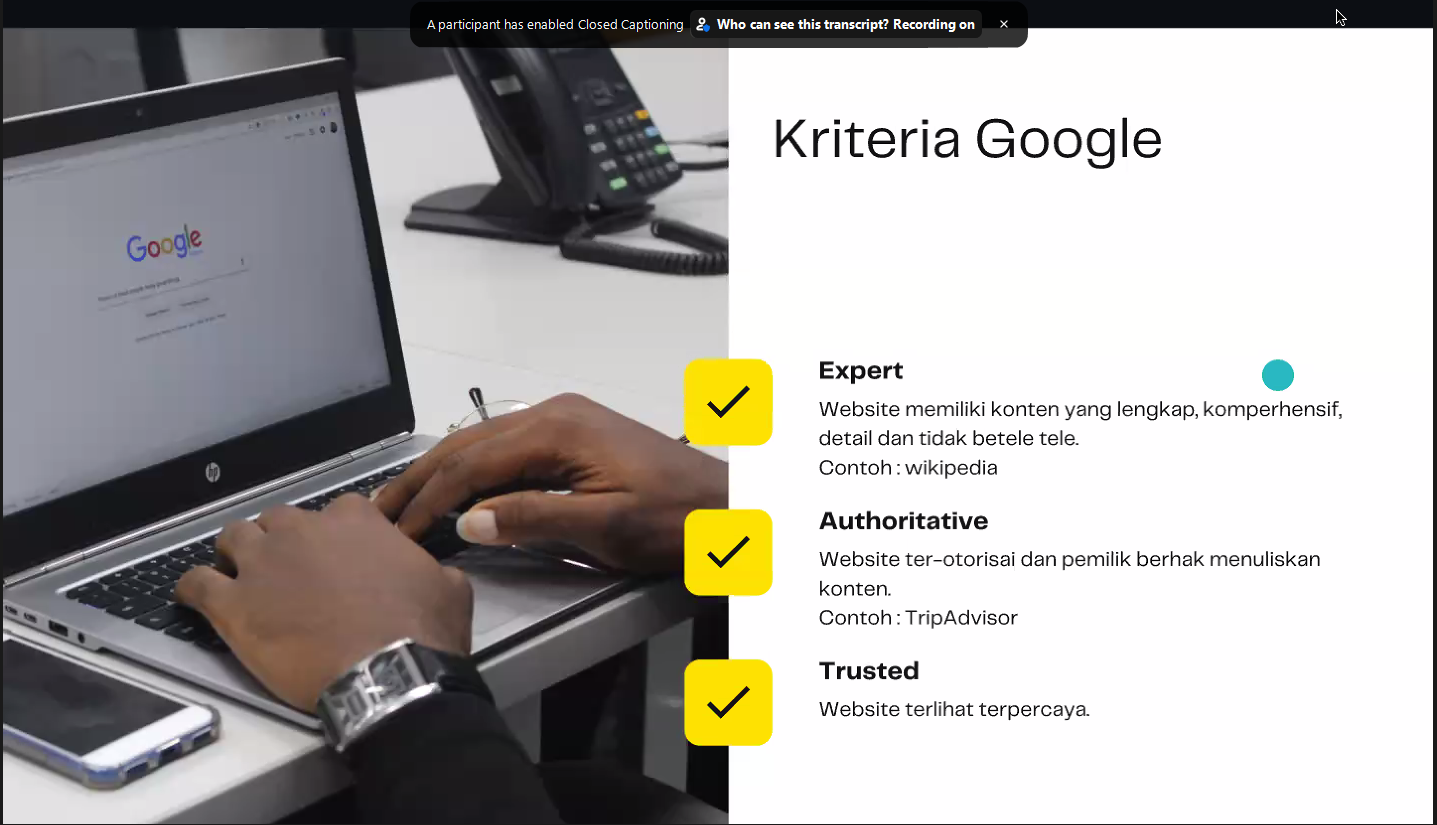 A participant has enabled Closed Captioning Who can see this transcript? Recording on
Google
hp
Kriteria Google
Expert
Website memiliki konten yang lengkap, komperhensif,
detail dan tidak betele tele.
Contoh : wikipedia
Authoritative
Website ter-otorisai dan pemilik berhak menuliskan
konten.
Contoh : TripAdvisor
Trusted
Website terlihat terpercaya.